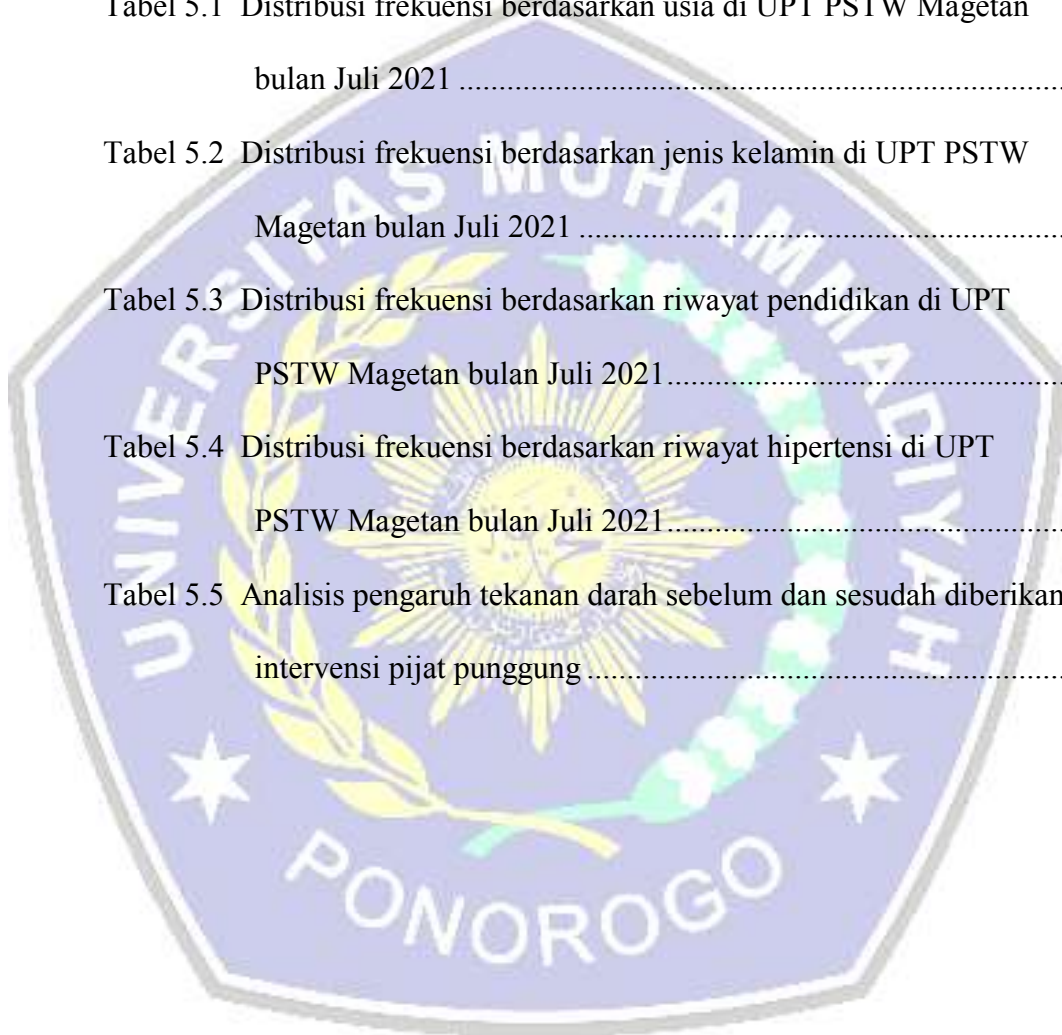 Tabel 5.1 Distribusi frekuensi berdasarkan usia di UPT PSTW Magetan
bulan Juli 2021 ........................................................................
Tabel 5.2 Distribusi frekuensi berdasarkan jenis kelamin di UPT PSTW
Magetan bulan Juli 2021 ........................................................
Tabel 5.3 Distribusi frekuensi berdasarkan riwayat pendidikan di UPT
PSTW Magetan bulan Juli 2021..............................................
Tabel 5.4 Distribusi frekuensi berdasarkan riwayat hipertensi di UPT
PSTW Magetan bulan Juli 2021..............................................
Tabel 5.5 Analisis pengaruh tekanan darah sebelum dan sesudah diberikan
intervensi pijat punggung .......................................................
UNIVERSITAS MUHAMMADIYAH
PONOROGO